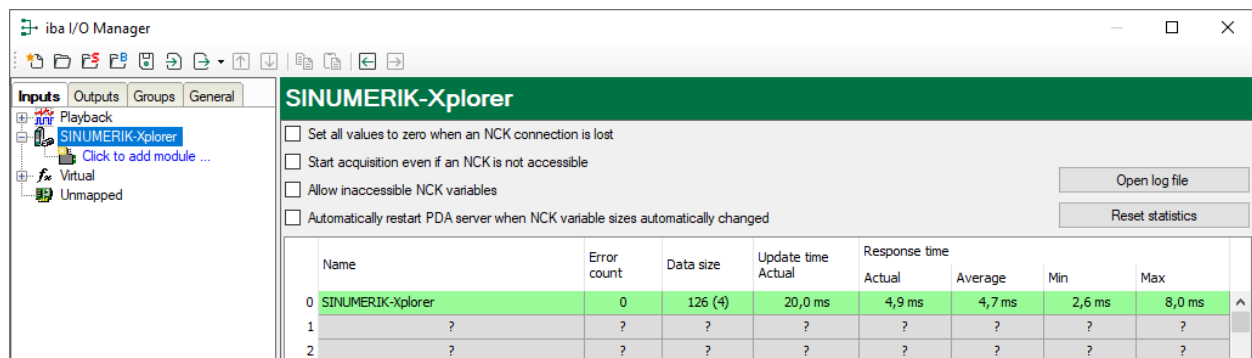 iba I/O Manager
Inputs Outputs Groups General
Playback
SINUMERIK-Xplorer
Click to add module ...
Virtual
Unmapped
SINUMERIK-Xplorer
Set all values to zero when an NCK connection is lost
Start acquisition even if an NCK is not accessible
Allow inaccessible NCK variables
Automatically restart PDA server when NCK variable sizes automatically changed
Open log file
Reset statistics
Name Error count Data size Update time Actual Response time
Actual Average Min Max
0 SINUMERIK-Xplorer 0 126 (4) 20,0 ms 4,9 ms 4,7 ms 2,6 ms 8,0 ms
1 ? ? ? ? ? ? ? ?
2 ? ? ? ? ? ? ? ?